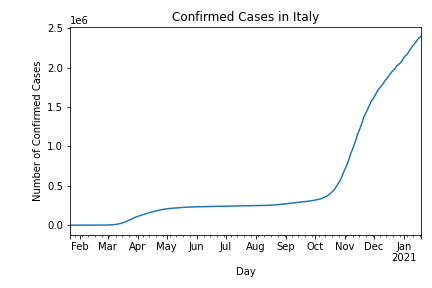 Confirmed Cases in Italy
1e6
2.5
2.0
1.5
1.0
0.5
0.0
Number of Confirmed Cases
Feb Mar Apr May Jun Jul Aug Sep Oct Nov Dec Jan
2021
Day